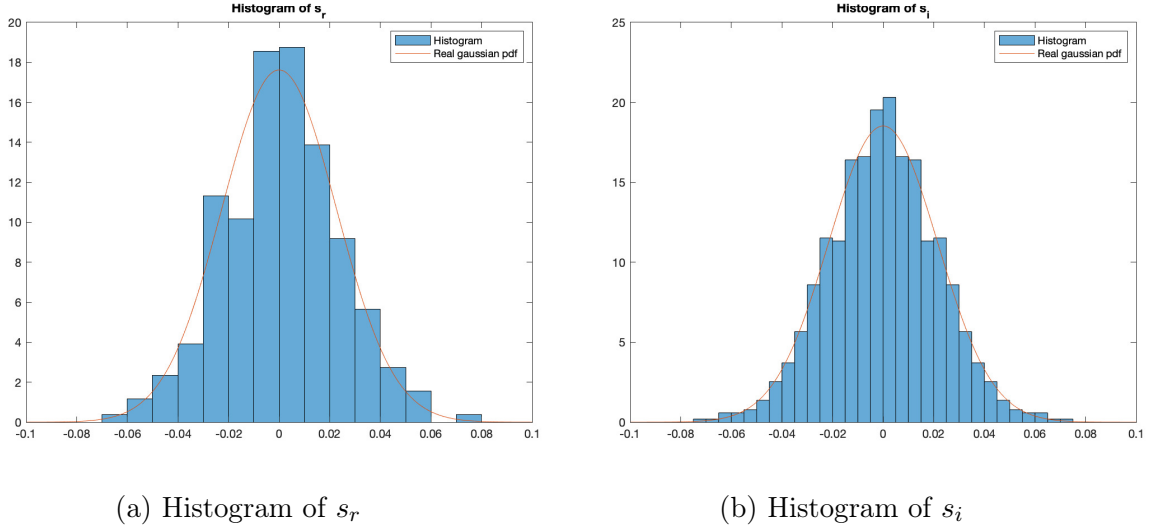 Histogram of s_r
20
18
16
14
12
10
8
6
4
2
0
-0.1 -0.08 -0.06 -0.04 -0.02 0 0.02 0.04 0.06 0.08 0.1
Histogram
Real gaussian pdf
(a) Histogram of s_r
Histogram of s_i
25
20
15
10
5
0
-0.1 -0.08 -0.06 -0.04 -0.02 0 0.02 0.04 0.06 0.08 0.1
Histogram
Real gaussian pdf
(b) Histogram of s_i